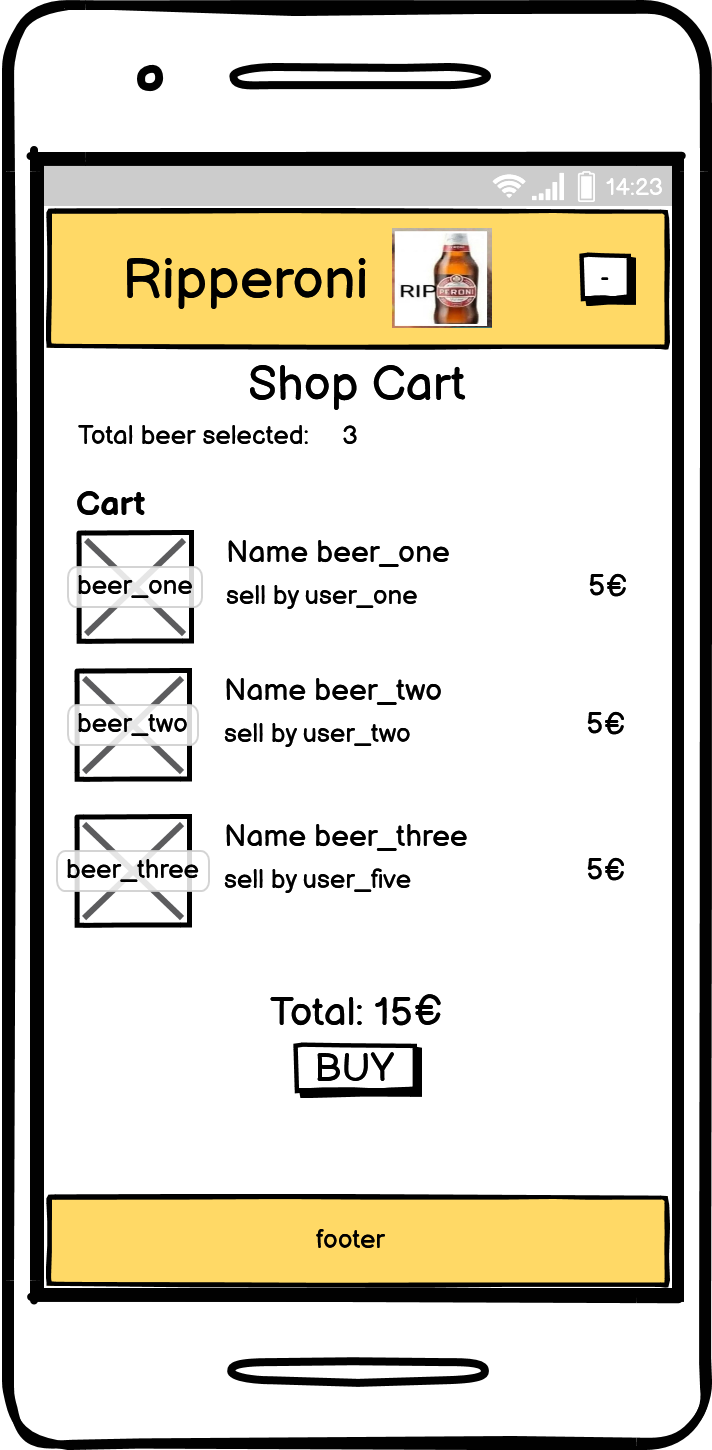 14:23
Ripperoni
RIP
PERONI
-
Shop Cart
Total beer selected: 3
Cart
beer_one
Name beer_one
sell by user_one
5€
beer_two
Name beer_two
sell by user_two
5€
beer_three
Name beer_three
sell by user_five
5€
Total: 15€
BUY
footer